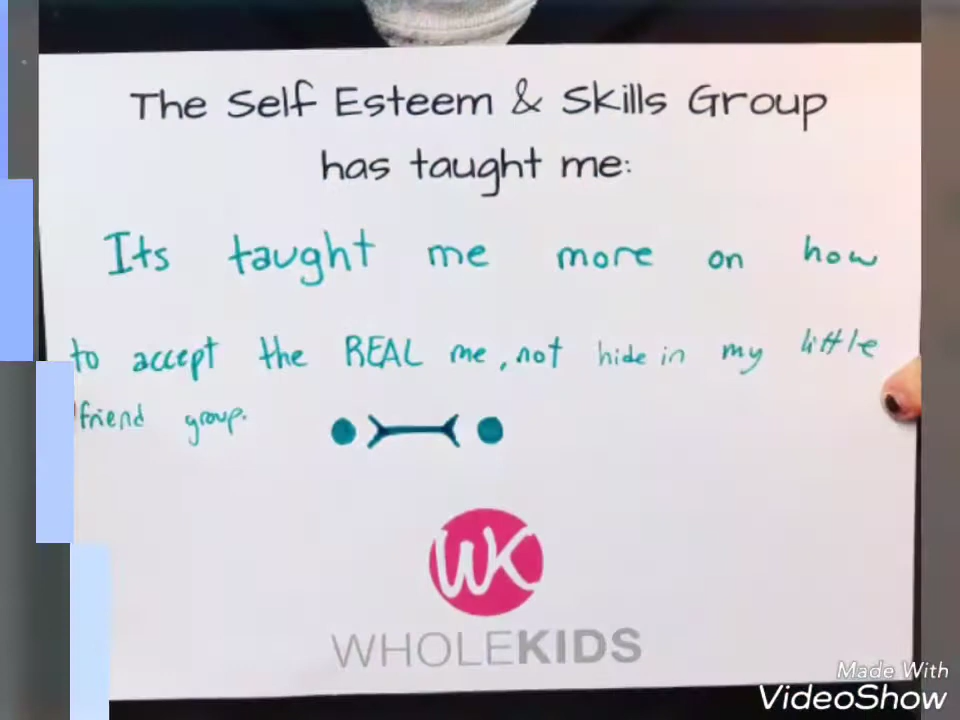 The Self Esteem & Skills Group
has taught me:
Its taught me more on how
to accept the REAL me, not hide in my little
friend group.
WK
WHOLEKIDS
Made With
VideoShow